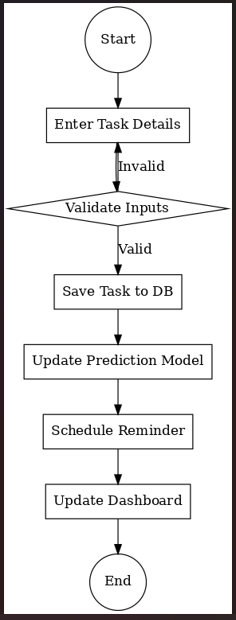 Start
Enter Task Details
Invalid
Validate Inputs
Valid
Save Task to DB
Update Prediction Model
Schedule Reminder
Update Dashboard
End